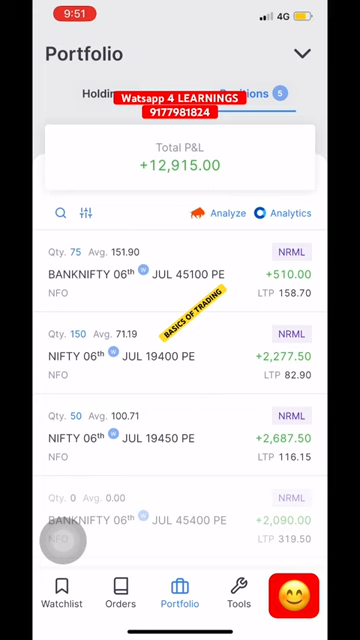 9:51
4G
Portfolio
Watsapp 4 LEARNINGS
9177981824
5
Total P&L
+12,915.00
Analyze
Analytics
Qty. 75 Avg. 151.90 NRML
BANKNIFTY 06th W JUL 45100 PE +510.00
NFO LTP 158.70
BASICS OF TRADING
Qty. 150 Avg. 71.19 NRML
NIFTY 06th W JUL 19400 PE +2,277.50
NFO LTP 82.90
Qty. 50 Avg. 100.71 NRML
NIFTY 06th W JUL 19450 PE +2,687.50
NFO LTP 116.15
Qty. 0 Avg. 0.00 NRML
BANKNIFTY 06th W JUL 45400 PE +2,090.00
NFO LTP 319.50
Watchlist
Orders
Portfolio
Tools